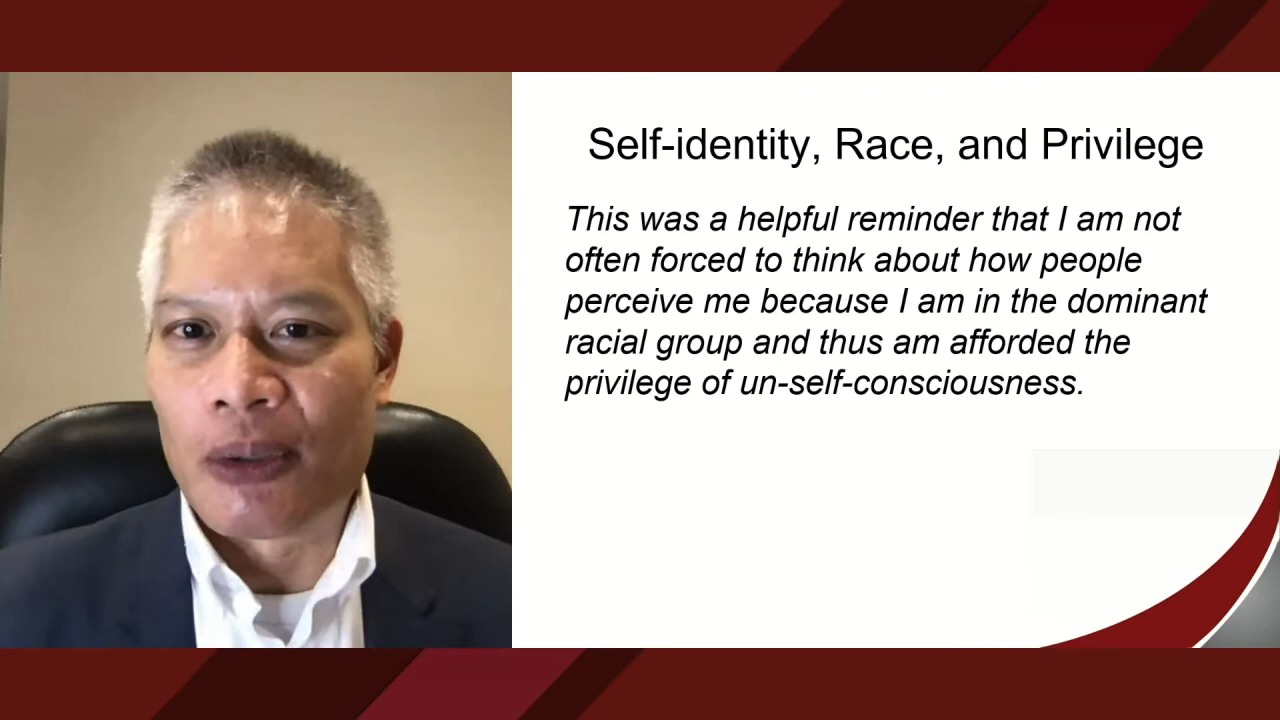 Self-identity, Race, and Privilege
This was a helpful reminder that I am not
often forced to think about how people
perceive me because I am in the dominant
racial group and thus am afforded the
privilege of un-self-consciousness.